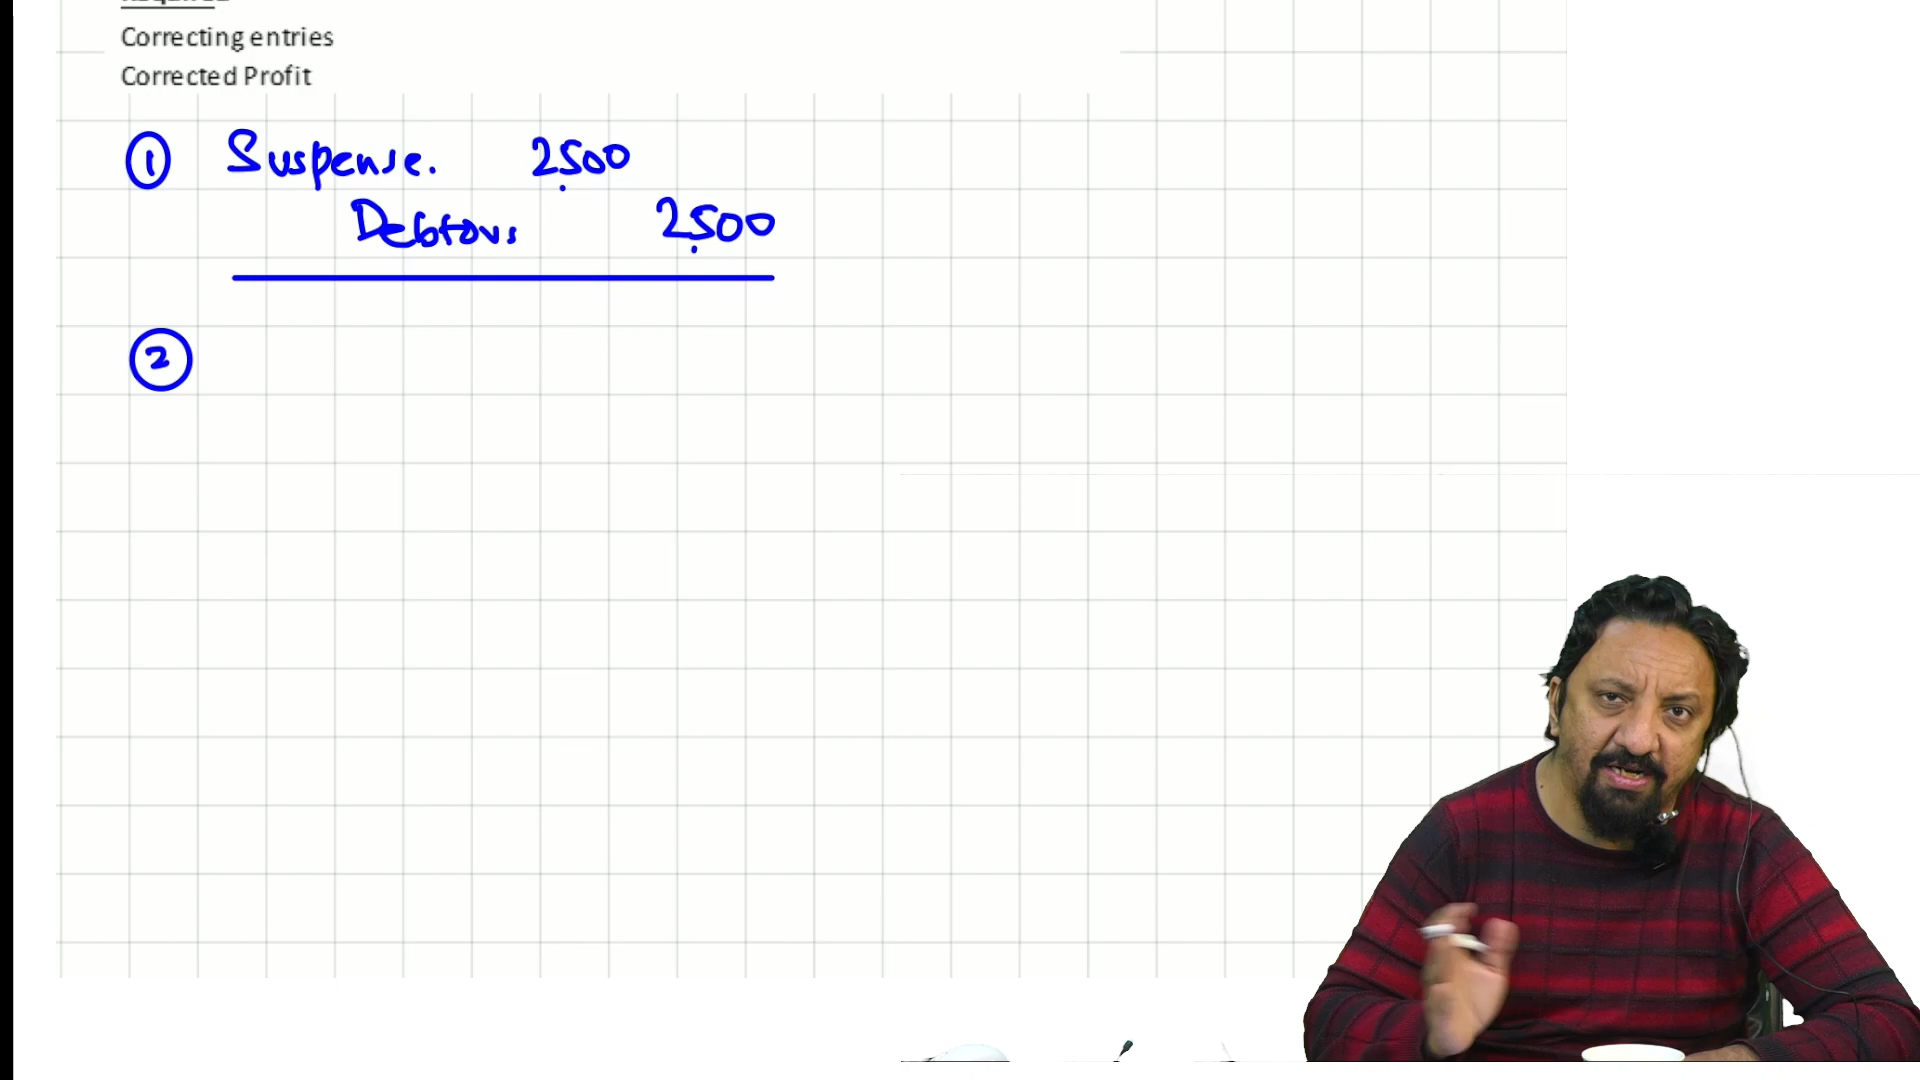 Correcting entries
Corrected Profit
① Suspense. 2500
Debtors 2500
②